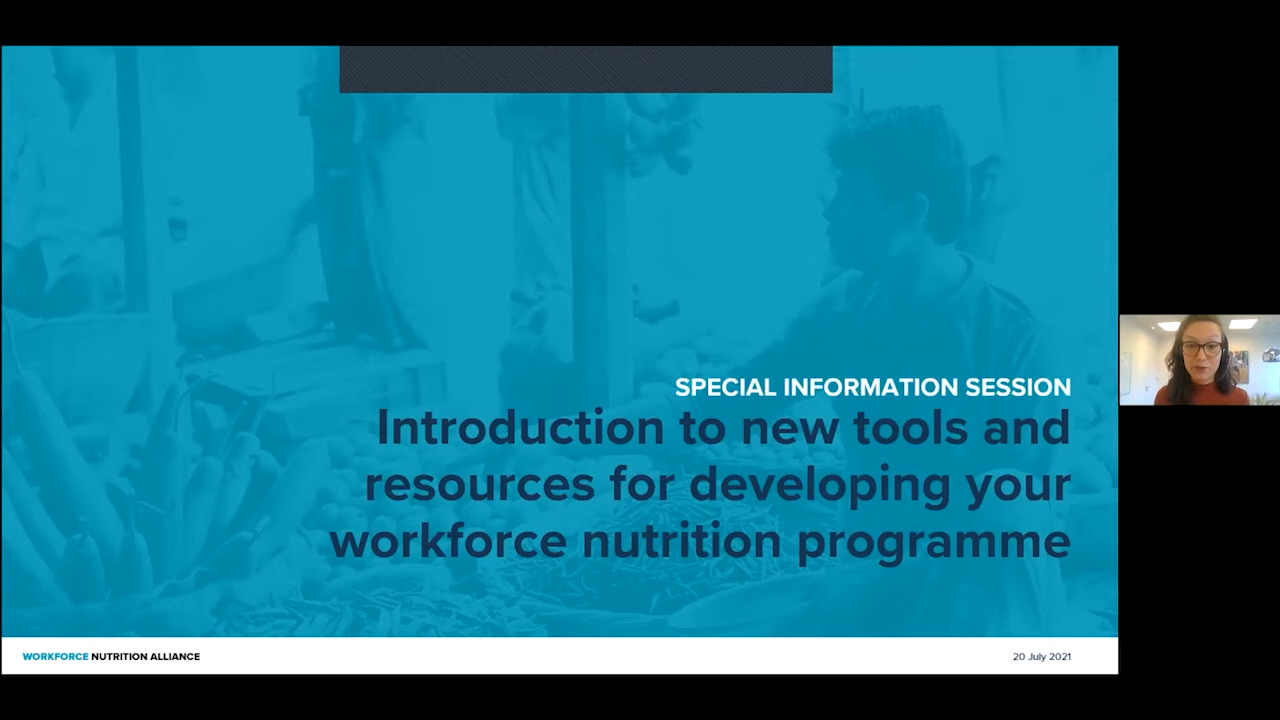 SPECIAL INFORMATION SESSION
Introduction to new tools and
resources for developing your
workforce nutrition programme
WORKFORCE NUTRITION ALLIANCE
20 July 2021